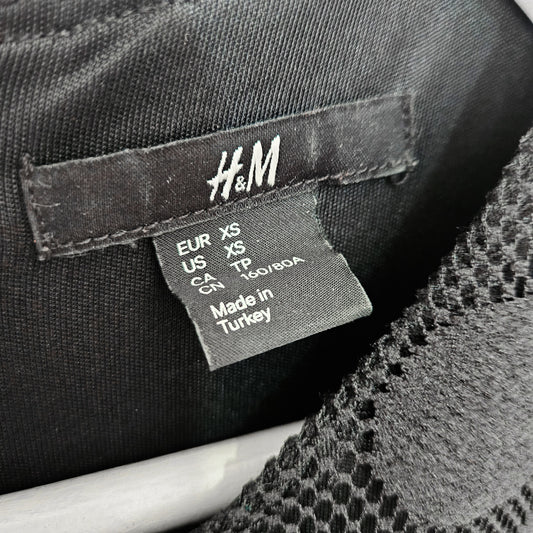 H&M
EUR XS
US XS
CA TP
CN 160/80A
Made in
Turkey